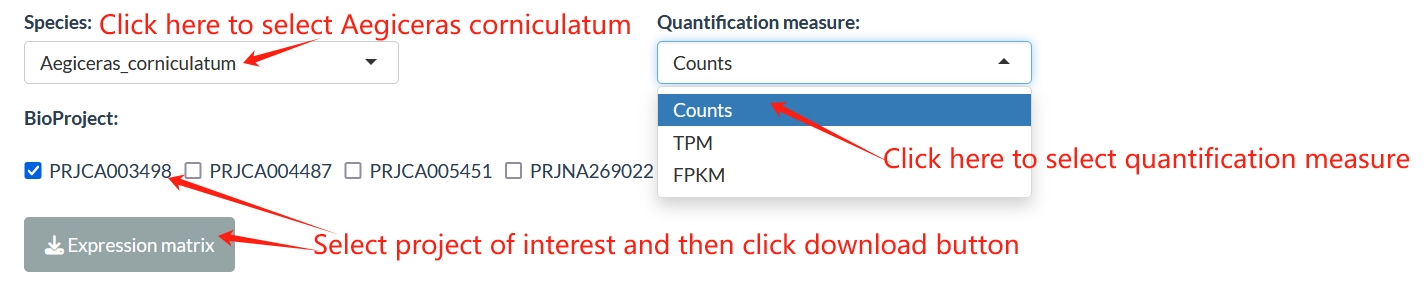 Species: Click here to select Aegiceras corniculatum
Quantification measure:
Aegiceras_corniculatum
Counts
BioProject:
Counts
TPM
FPKM
Click here to select quantification measure
PRJCA003498 PRJCA004487 PRJCA005451 PRJNA269022
Expression matrix
Select project of interest and then click download button